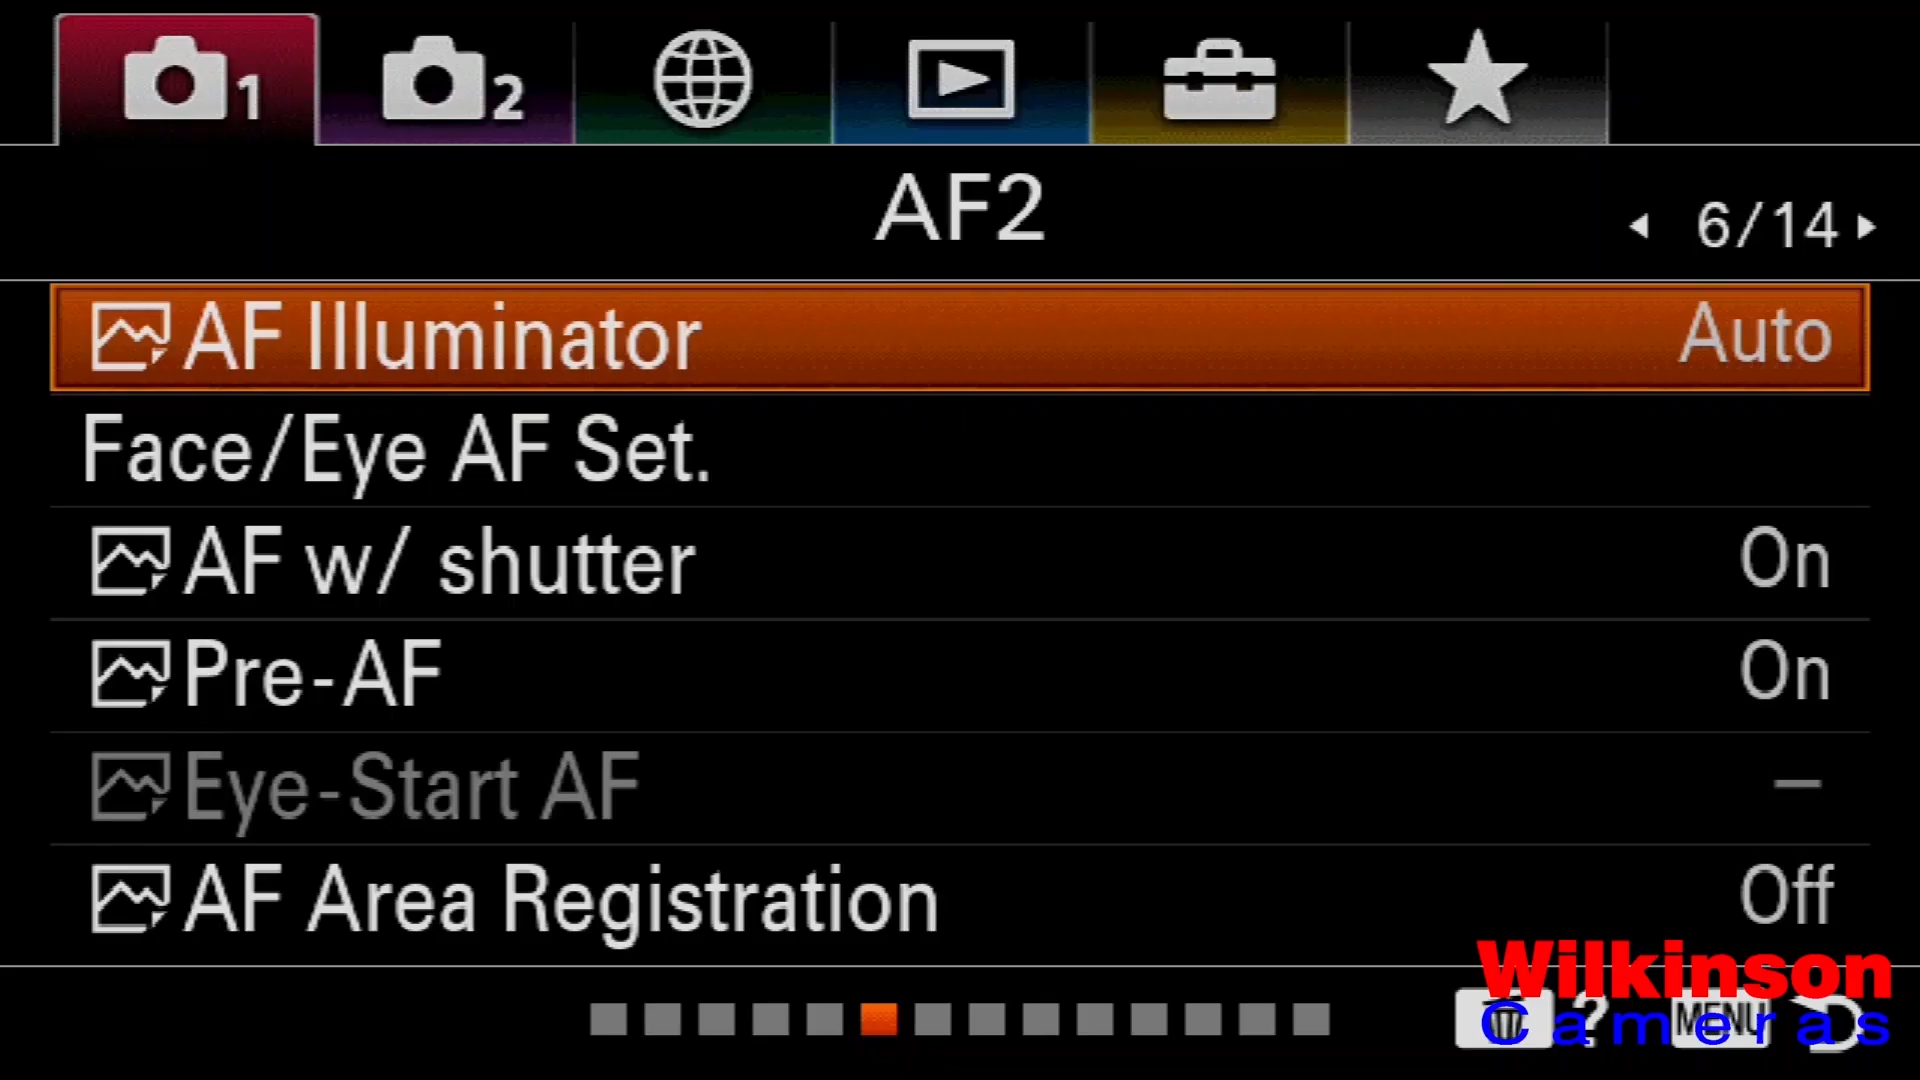 1 2
AF2
6/14
AF Illuminator Auto
Face/Eye AF Set.
AF w/ shutter On
Pre-AF On
Eye-Start AF –
AF Area Registration Off
Wilkinson
? MENU
Cameras